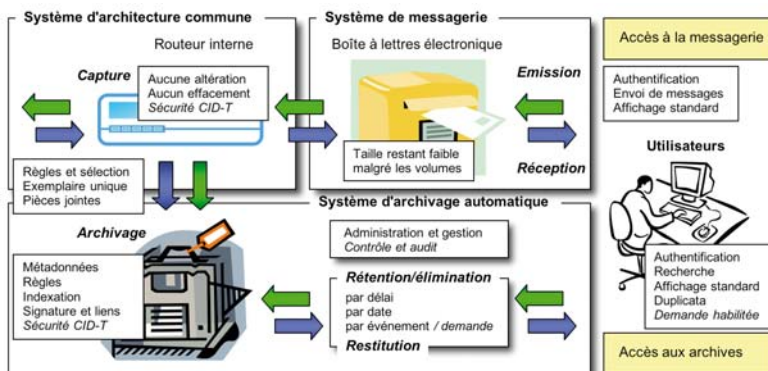 Système d'architecture commune
Routeur interne
Capture
Aucune altération
Aucun effacement
Sécurité CID-T
Règles et sélection
Exemplaire unique
Pièces jointes
Système de messagerie
Boîte à lettres électronique
Emission
Taille restant faible
malgré les volumes
Réception
Accès à la messagerie
Authentification
Envoi de messages
Affichage standard
Utilisateurs
Système d'archivage automatique
Archivage
Métadonnées
Règles
Indexation
Signature et liens
Sécurité CID-T
Administration et gestion
Contrôle et audit
Rétention/élimination
par délai
par date
par événement / demande
Restitution
Authentification
Recherche
Affichage standard
Duplicata
Demande habilitée
Accès aux archives